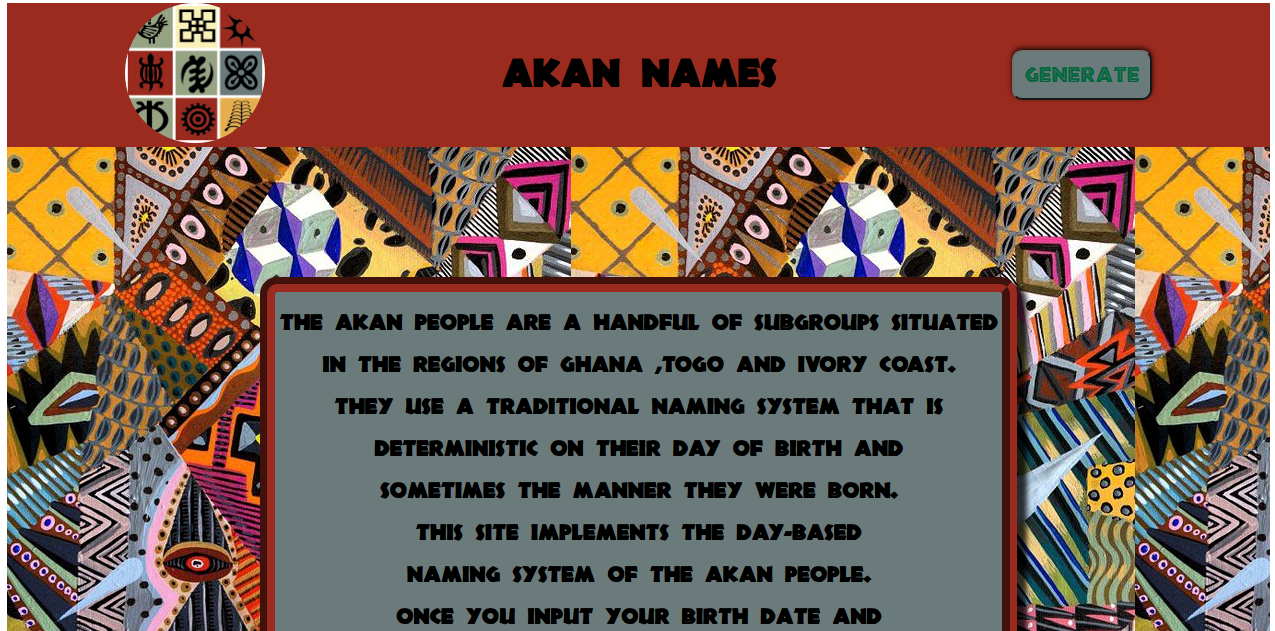 AKAN NAMES
GENERATE
THE AKAN PEOPLE ARE A HANDFUL OF SUBGROUPS SITUATED
IN THE REGIONS OF GHANA ,TOGO AND IVORY COAST.
THEY USE A TRADITIONAL NAMING SYSTEM THAT IS
DETERMINISTIC ON THEIR DAY OF BIRTH AND
SOMETIMES THE MANNER THEY WERE BORN.
THIS SITE IMPLEMENTS THE DAY-BASED
NAMING SYSTEM OF THE AKAN PEOPLE.
ONCE YOU INPUT YOUR BIRTH DATE AND